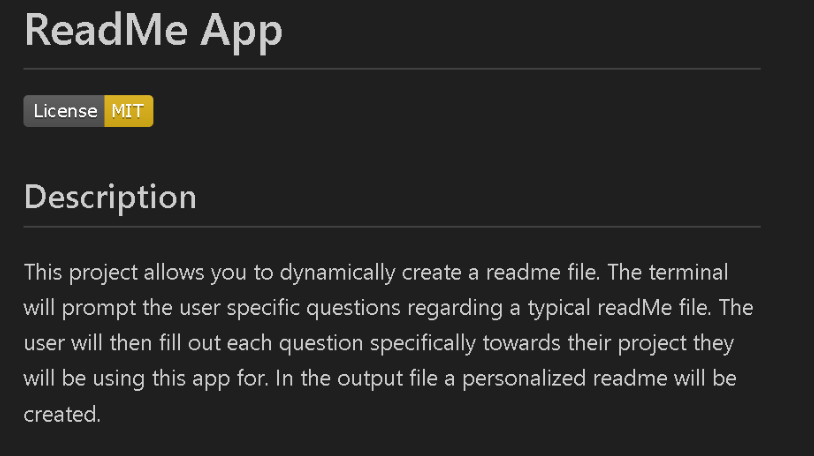 ReadMe App
License MIT
Description
This project allows you to dynamically create a readme file. The terminal
will prompt the user specific questions regarding a typical readMe file. The
user will then fill out each question specifically towards their project they
will be using this app for. In the output file a personalized readme will be
created.